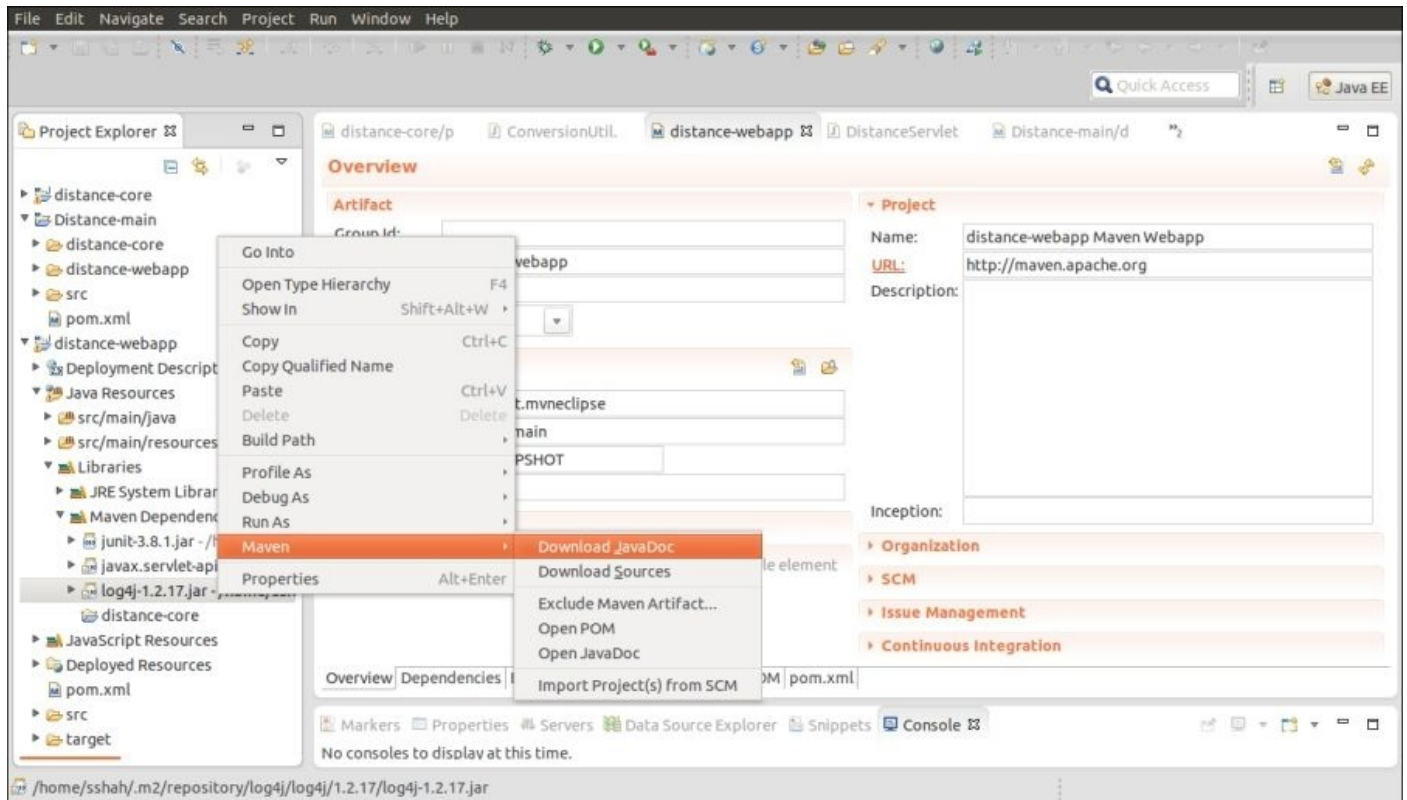 File Edit Navigate Search Project Run Window Help
Quick Access
Java EE
Project Explorer
distance-core
Distance-main
distance-core
distance-webapp
src
pom.xml
distance-webapp
Deployment Descript
Java Resources
src/main/java
src/main/resources
Libraries
JRE System Librar
Maven Dependenc
junit-3.8.1.jar - /h
javax.servlet-api
log4j-1.2.17.jar -
distance-core
JavaScript Resources
Deployed Resources
pom.xml
src
target
distance-core/p ConversionUtil. distance-webapp DistanceServlet Distance-main/d »2
Overview
Artifact
Group Id:
webapp
t.mvneclipse
main
PSHOT
le element
Project
Name: distance-webapp Maven Webapp
URL: http://maven.apache.org
Description:
Inception:
Organization
SCM
Issue Management
Continuous Integration
Go Into
Open Type Hierarchy F4
Show In Shift+Alt+W
Copy Ctrl+C
Copy Qualified Name
Paste Ctrl+V
Delete Delete
Build Path
Profile As
Debug As
Run As
Maven
Properties Alt+Enter
Download JavaDoc
Download Sources
Exclude Maven Artifact...
Open POM
Open JavaDoc
Import Project(s) from SCM
Overview Dependencies OM pom.xml
Markers Properties Servers Data Source Explorer Snippets Console
No consoles to display at this time.
/home/sshah/.m2/repository/log4j/log4j/1.2.17/log4j-1.2.17.jar